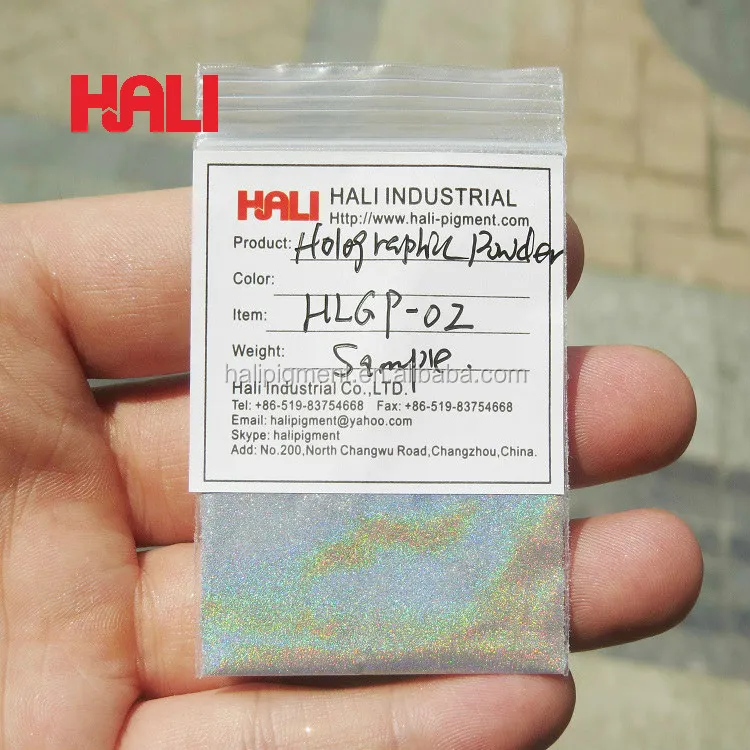 HALI
HALI HALI INDUSTRIAL
Http://www.hali-pigment.com
Product: Holographic Powder
Color:
Item: HLGP-02
Weight: Sample.
halipigment.en.alibaba.com
Hali Industrial Co.,LTD.
Tel: +86-519-83754668 Fax: +86-519-83754668
Email: halipigment@yahoo.com
Skype: halipigment
Add: No.200,North Changwu Road,Changzhou,China.